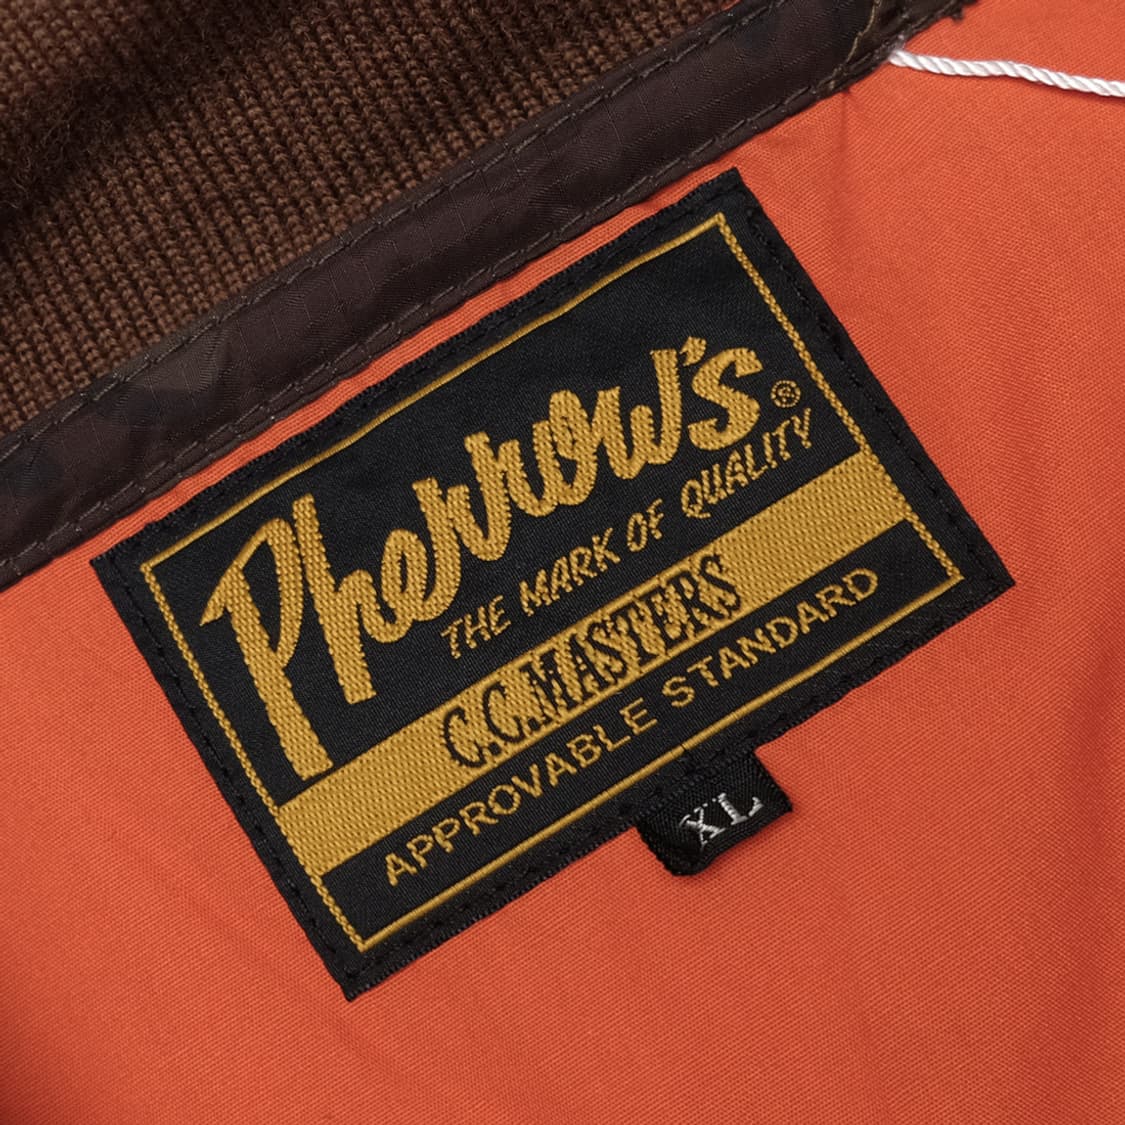 Pherrow's®
THE MARK OF QUALITY
C.C.MASTERS
APPROVABLE STANDARD
XL